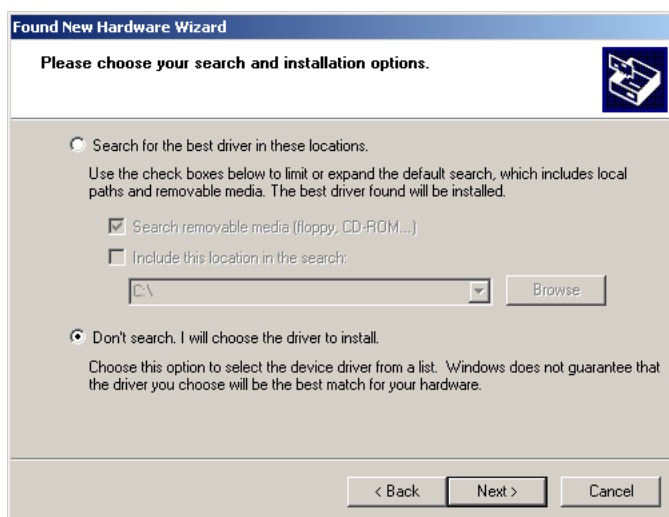 Found New Hardware Wizard
Please choose your search and installation options.
Search for the best driver in these locations.
Use the check boxes below to limit or expand the default search, which includes local
paths and removable media. The best driver found will be installed.
Search removable media (floppy, CD-ROM...)
Include this location in the search:
C:\
Browse
Don't search. I will choose the driver to install.
Choose this option to select the device driver from a list.  Windows does not guarantee that
the driver you choose will be the best match for your hardware.
< Back
Next >
Cancel